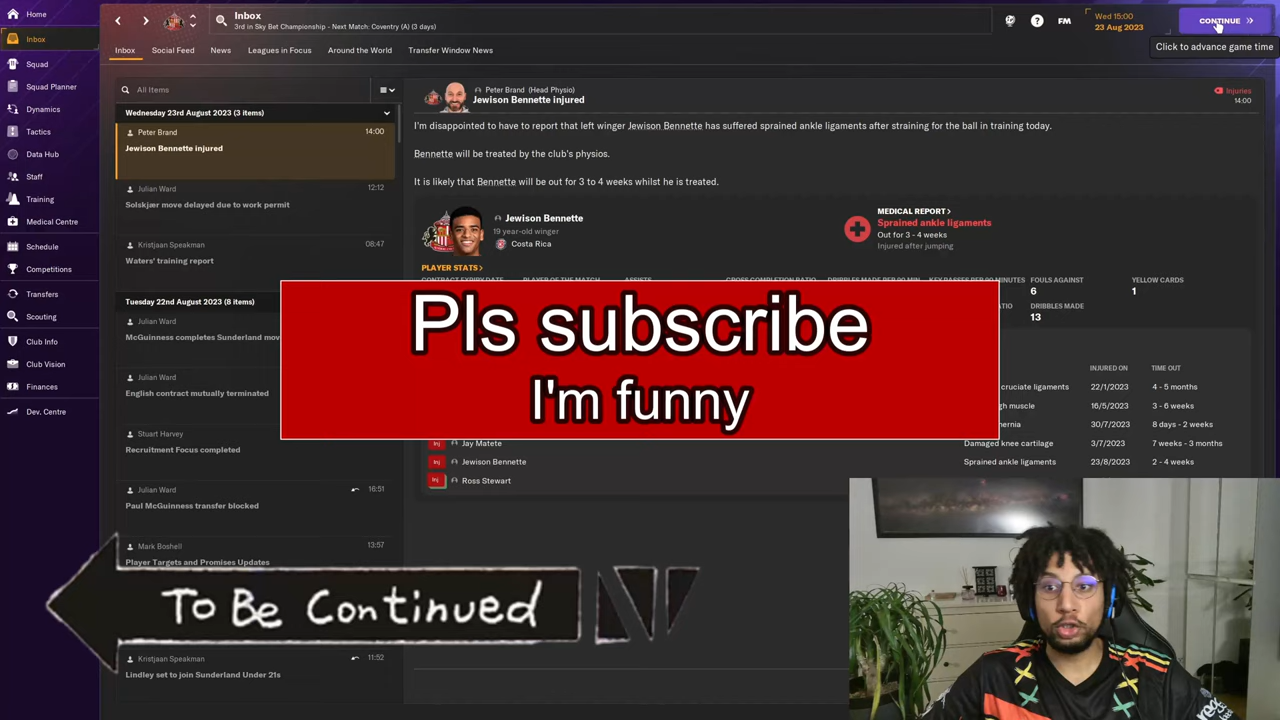 Home
Inbox
Squad
Squad Planner
Dynamics
Tactics
Data Hub
Staff
Training
Medical Centre
Schedule
Competitions
Transfers
Scouting
Club Info
Club Vision
Finances
Dev. Centre
Inbox
3rd in Sky Bet Championship - Next Match: Coventry (A) (3 days)
FM
Wed 15:00
23 Aug 2023
CONTINUE
Click to advance game time
Inbox Social Feed News Leagues in Focus Around the World Transfer Window News
All Items
Wednesday 23rd August 2023 (3 items)
Peter Brand 14:00
Jewison Bennette injured
Julian Ward 12:12
Solskjær move delayed due to work permit
Kristjaan Speakman 08:47
Waters' training report
Tuesday 22nd August 2023 (8 items)
Julian Ward
McGuinness completes Sunderland mov
Julian Ward
English contract mutually terminated
Stuart Harvey
Recruitment Focus completed
Julian Ward 16:51
Paul McGuinness transfer blocked
Mark Boshell 13:57
Player Targets and Promises Updates
Kristjaan Speakman 11:52
Lindley set to join Sunderland Under 21s
Peter Brand (Head Physio)
Jewison Bennette injured
Injuries
14:00
I'm disappointed to have to report that left winger Jewison Bennette has suffered sprained ankle ligaments after straining for the ball in training today.
Bennette will be treated by the club's physios.
It is likely that Bennette will be out for 3 to 4 weeks whilst he is treated.
Jewison Bennette
19 year-old winger
Costa Rica
MEDICAL REPORT >
Sprained ankle ligaments
Out for 3 - 4 weeks
Injured after jumping
PLAYER STATS >
FOULS AGAINST
6
YELLOW CARDS
1
DRIBBLES MADE
13
Pls subscribe
I'm funny
INJURED ON TIME OUT
cruciate ligaments 22/1/2023 4 - 5 months
gh muscle 16/5/2023 3 - 6 weeks
ernia 30/7/2023 8 days - 2 weeks
Inj Jay Matete Damaged knee cartilage 3/7/2023 7 weeks - 3 months
Inj Jewison Bennette Sprained ankle ligaments 23/8/2023 2 - 4 weeks
Inj Ross Stewart
To Be Continued